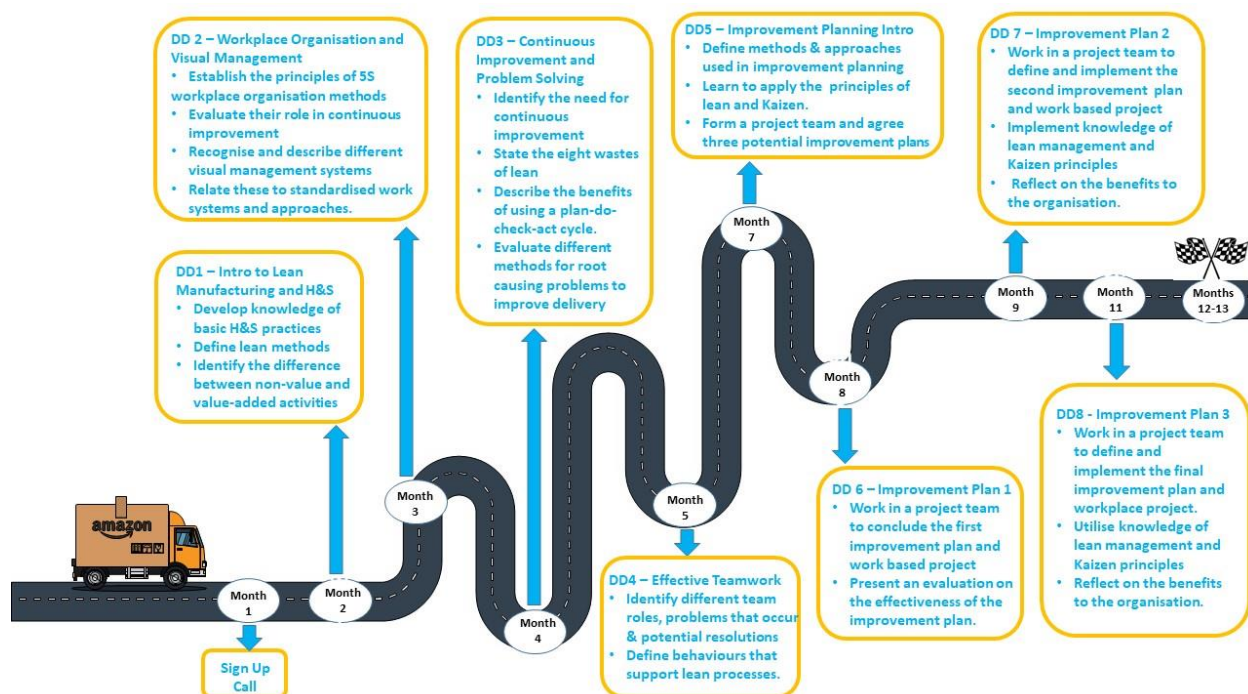 DD 2 – Workplace Organisation and
Visual Management
• Establish the principles of 5S
workplace organisation methods
• Evaluate their role in continuous
improvement
• Recognise and describe different
visual management systems
• Relate these to standardised work
systems and approaches.
DD1 – Intro to Lean
Manufacturing and H&S
• Develop knowledge of
basic H&S practices
• Define lean methods
• Identify the difference
between non-value and
value-added activities
DD3 – Continuous
Improvement and
Problem Solving
• Identify the need for
continuous
improvement
• State the eight wastes
of lean
• Describe the benefits
of using a plan-do-
check-act cycle.
• Evaluate different
methods for root
causing problems to
improve delivery
DD5 – Improvement Planning Intro
• Define methods & approaches
used in improvement planning
• Learn to apply the principles of
lean and Kaizen.
• Form a project team and agree
three potential improvement plans
DD 7 – Improvement Plan 2
• Work in a project team to
define and implement the
second improvement plan
and work based project
• Implement knowledge of
lean management and
Kaizen principles
• Reflect on the benefits to
the organisation.
amazon
Month
1
Month
2
Month
3
Month
4
Month
5
Month
7
Month
8
Month
9
Month
11
Months
12-13
Sign Up
Call
DD4 – Effective Teamwork
• Identify different team
roles, problems that occur
& potential resolutions
• Define behaviours that
support lean processes.
DD 6 – Improvement Plan 1
• Work in a project team
to conclude the first
improvement plan and
work based project
• Present an evaluation on
the effectiveness of the
improvement plan.
DD8 - Improvement Plan 3
• Work in a project team
to define and
implement the final
improvement plan and
workplace project.
• Utilise knowledge of
lean management and
Kaizen principles
• Reflect on the benefits
to the organisation.